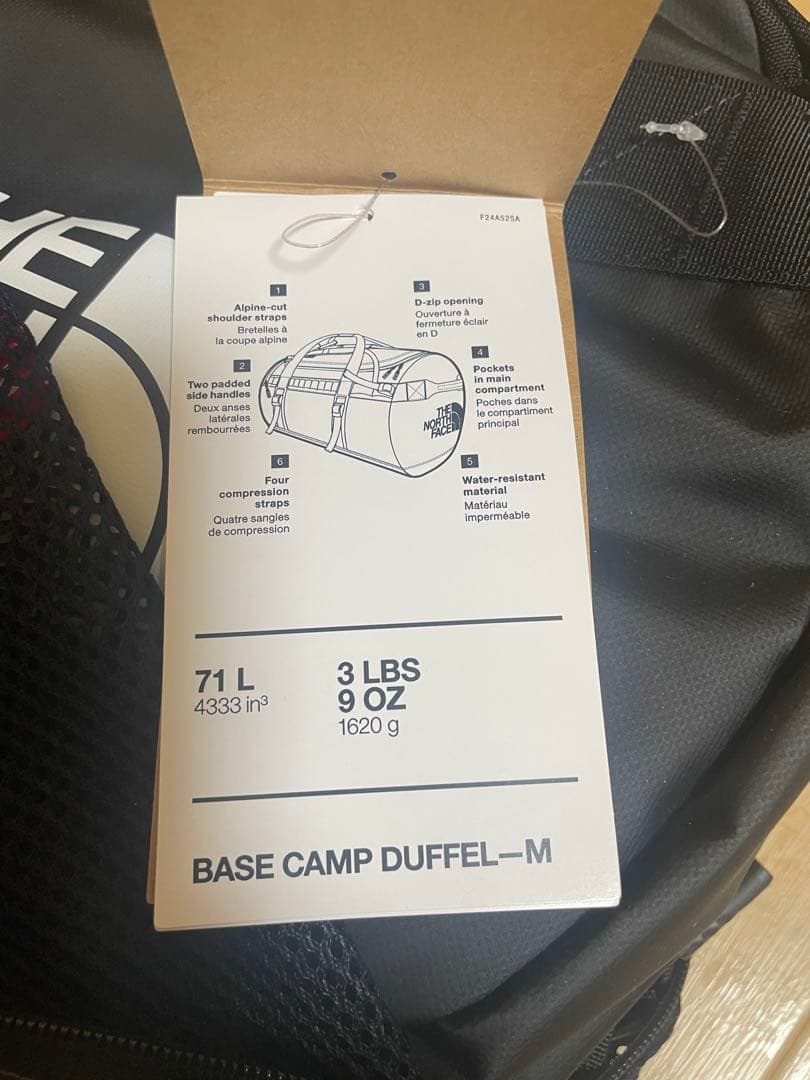 HE
F24A52SA
1
Alpine-cut
shoulder straps
Bretelles à
la coupe alpine
2
Two padded
side handles
Deux anses
latérales
rembourrées
6
Four
compression
straps
Quatre sangles
de compression
3
D-zip opening
Ouverture à
fermeture éclair
en D
4
Pockets
in main
compartment
Poches dans
le compartiment
principal
5
Water-resistant
material
Matériau
imperméable
THE
NORTH
FACE
71 L
4333 in³
3 LBS
9 OZ
1620 g
BASE CAMP DUFFEL—M